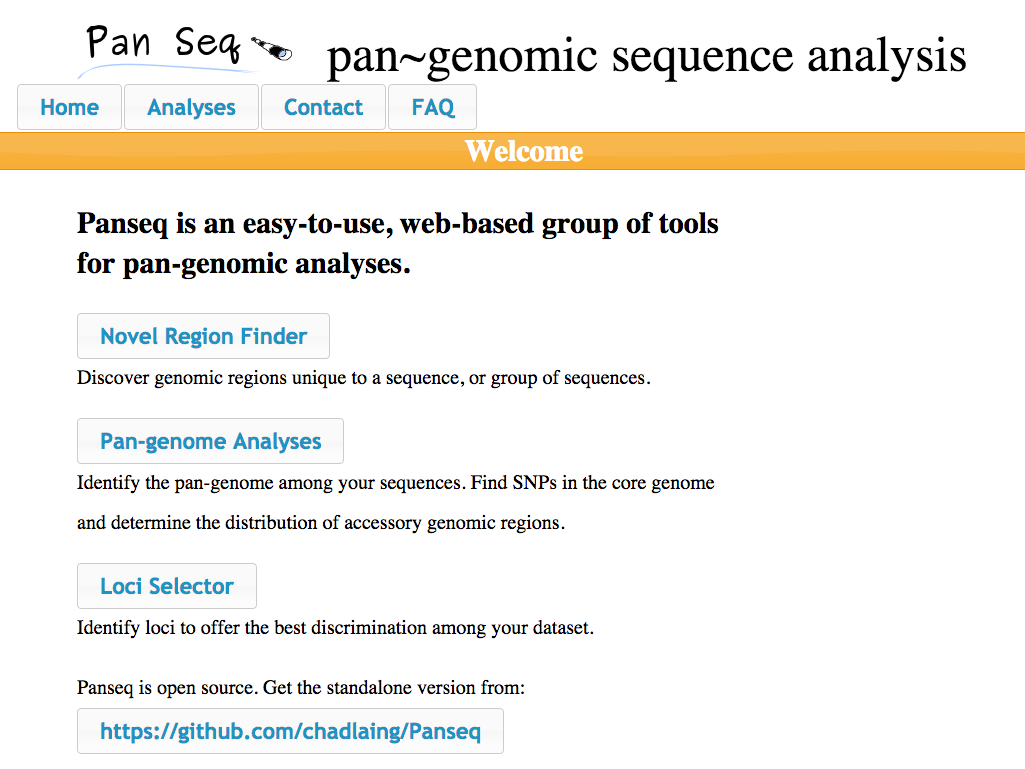 Pan Seq
pan~genomic sequence analysis
Home Analyses Contact FAQ
Welcome
Panseq is an easy-to-use, web-based group of tools
for pan-genomic analyses.
Novel Region Finder
Discover genomic regions unique to a sequence, or group of sequences.
Pan-genome Analyses
Identify the pan-genome among your sequences. Find SNPs in the core genome
and determine the distribution of accessory genomic regions.
Loci Selector
Identify loci to offer the best discrimination among your dataset.
Panseq is open source. Get the standalone version from:
https://github.com/chadlaing/Panseq